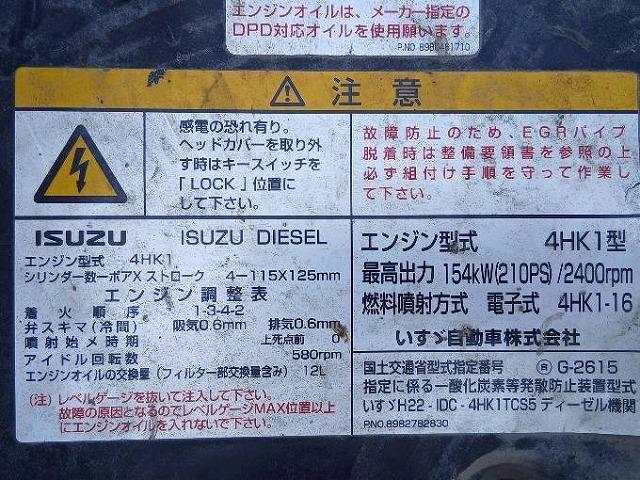 エンジンオイルは、メーカー指定の
DPD対応オイルを使用願います。
P.NO 8980481710
注意
感電の恐れ有り。
ヘッドカバーを取り外
す時はキースイッチを
「LOCK」位置に
して下さい。
故障防止のため、EGRパイプ
脱着時は整備要領書を参照の上
必ず組付け手順を守って作業し
て下さい。
ISUZU ISUZU DIESEL
エンジン型式 4HK1
シリンダー数ーボアXストローク 4ー115X125mm
エンジン調整表
着火順序 1-3-4-2
弁スキマ(冷間) 吸気0.6mm 排気0.6mm
噴射始メ時期 上死点前 0
アイドル回転数 580rpm
エンジンオイルの交換量(フィルター部交換量含み) 12L
(注)レベルゲージを抜いて注入して下さい。
故障の原因となるのでレベルゲージMAX位置以上
にエンジンオイルを入れないで下さい。
エンジン型式 4HK1型
最高出力 154kW(210PS)/2400rpm
燃料噴射方式 電子式 4HK1-16
いすゞ自動車株式会社
国土交通省型式指定番号 G-2615
指定に係る一酸化炭素等発散防止装置型式
いすゞH22-IDC-4HK1TCS5 ディーゼル機関
P.NO.8982782830